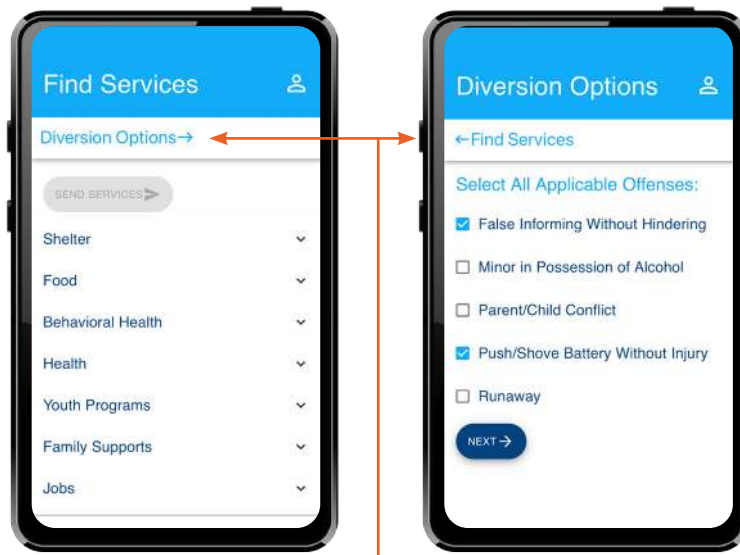 Find Services
Diversion Options→
SEND SERVICES
Shelter
Food
Behavioral Health
Health
Youth Programs
Family Supports
Jobs
Diversion Options
←Find Services
Select All Applicable Offenses:
False Informing Without Hindering
Minor in Possession of Alcohol
Parent/Child Conflict
Push/Shove Battery Without Injury
Runaway
NEXT→